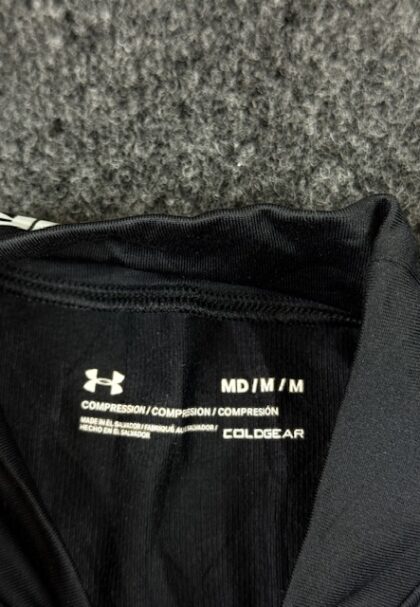 MD/M/M
COMPRESSION/COMPRESSION/COMPRESIÓN
MADE IN EL SALVADOR/FABRIQUÉ AU SALVADOR/
HECHO EN EL SALVADOR
COLDGEAR